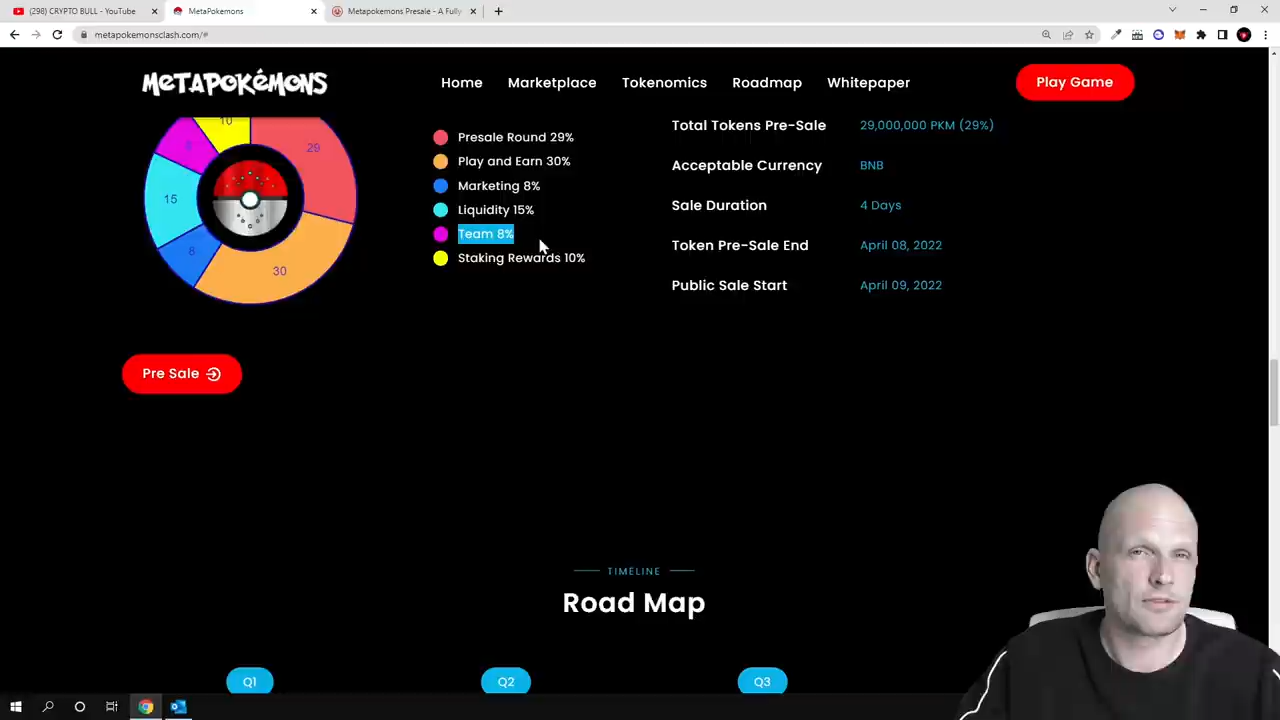 (298) CRYPTO BULL - YouTube
MetaPokemons
Metapokemons Presale - A Fully
metapokemonsclash.com/#
METAPOKÉMONS
Home
Marketplace
Tokenomics
Roadmap
Whitepaper
Play Game
10
29
8
15
8
30
Presale Round 29%
Play and Earn 30%
Marketing 8%
Liquidity 15%
Team 8%
Staking Rewards 10%
Total Tokens Pre-Sale 29,000,000 PKM (29%)
Acceptable Currency BNB
Sale Duration 4 Days
Token Pre-Sale End April 08, 2022
Public Sale Start April 09, 2022
Pre Sale
TIMELINE
Road Map
Q1
Q2
Q3